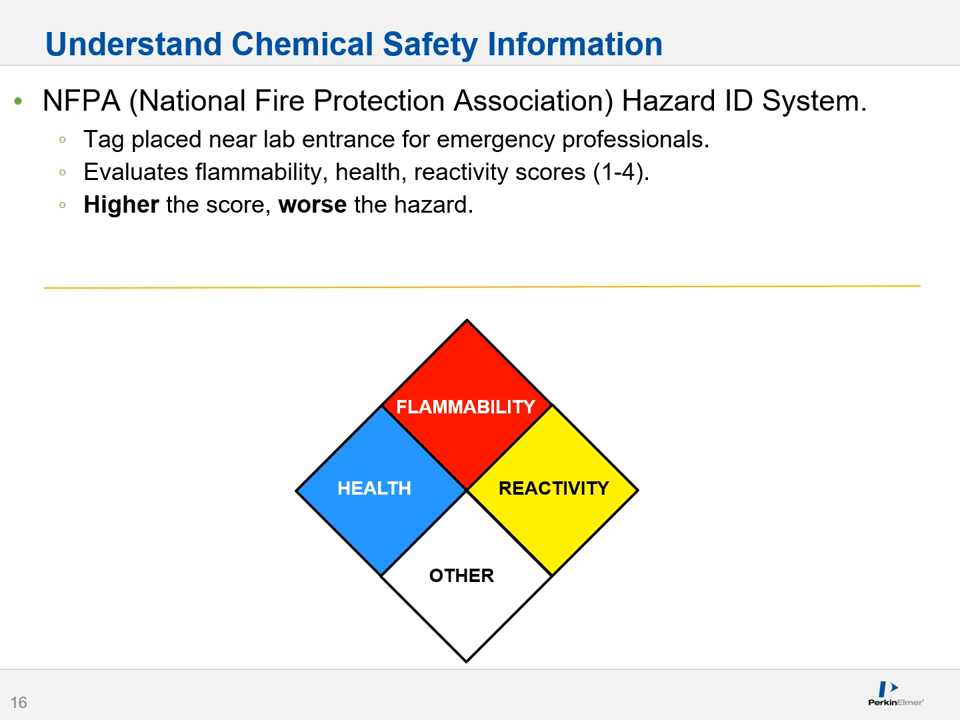 Understand Chemical Safety Information
• NFPA (National Fire Protection Association) Hazard ID System.
◦ Tag placed near lab entrance for emergency professionals.
◦ Evaluates flammability, health, reactivity scores (1-4).
◦ Higher the score, worse the hazard.
FLAMMABILITY
HEALTH
REACTIVITY
OTHER
16
PerkinElmer